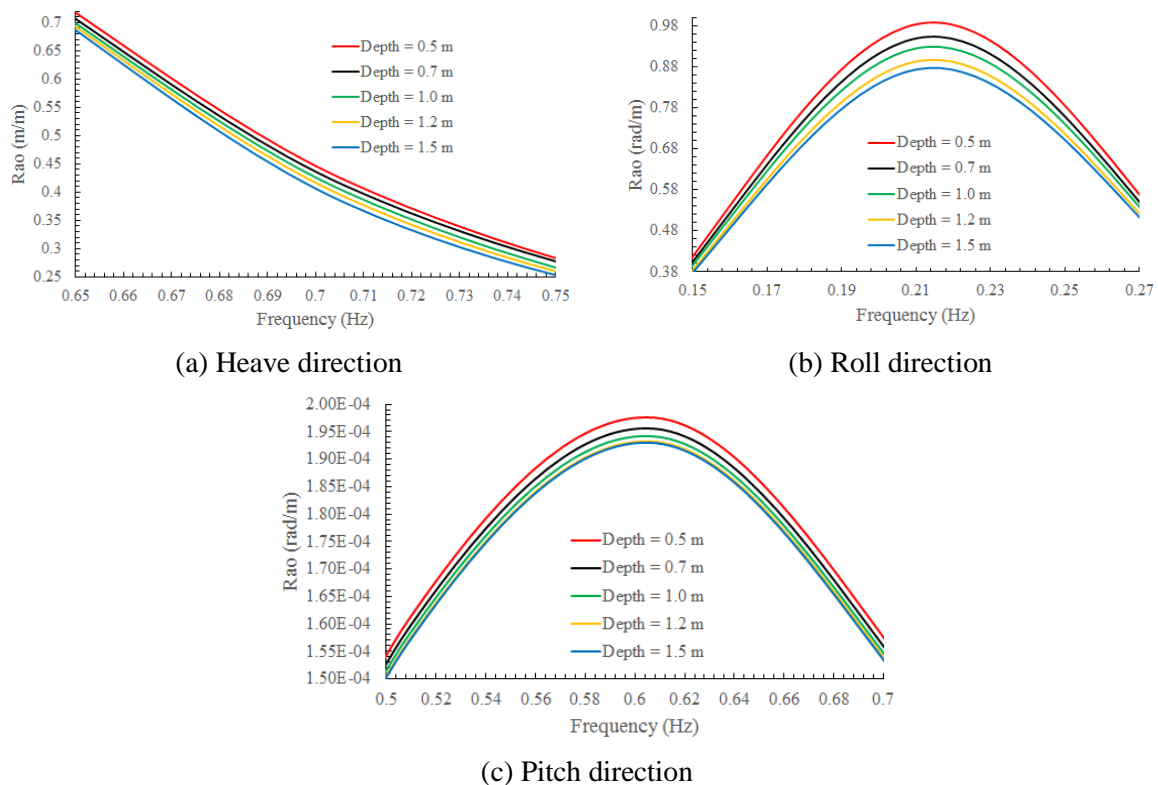 0.7
0.65
0.6
0.55
0.5
0.45
0.4
0.35
0.3
0.25
Rao (m/m)
Depth = 0.5 m
Depth = 0.7 m
Depth = 1.0 m
Depth = 1.2 m
Depth = 1.5 m
0.65 0.66 0.67 0.68 0.69 0.7 0.71 0.72 0.73 0.74 0.75
Frequency (Hz)
(a) Heave direction
0.98
0.88
0.78
0.68
0.58
0.48
0.38
Rao (rad/m)
Depth = 0.5 m
Depth = 0.7 m
Depth = 1.0 m
Depth = 1.2 m
Depth = 1.5 m
0.15 0.17 0.19 0.21 0.23 0.25 0.27
Frequency (Hz)
(b) Roll direction
2.00E-04
1.95E-04
1.90E-04
1.85E-04
1.80E-04
1.75E-04
1.70E-04
1.65E-04
1.60E-04
1.55E-04
1.50E-04
Rao (rad/m)
Depth = 0.5 m
Depth = 0.7 m
Depth = 1.0 m
Depth = 1.2 m
Depth = 1.5 m
0.5 0.52 0.54 0.56 0.58 0.6 0.62 0.64 0.66 0.68 0.7
Frequency (Hz)
(c) Pitch direction